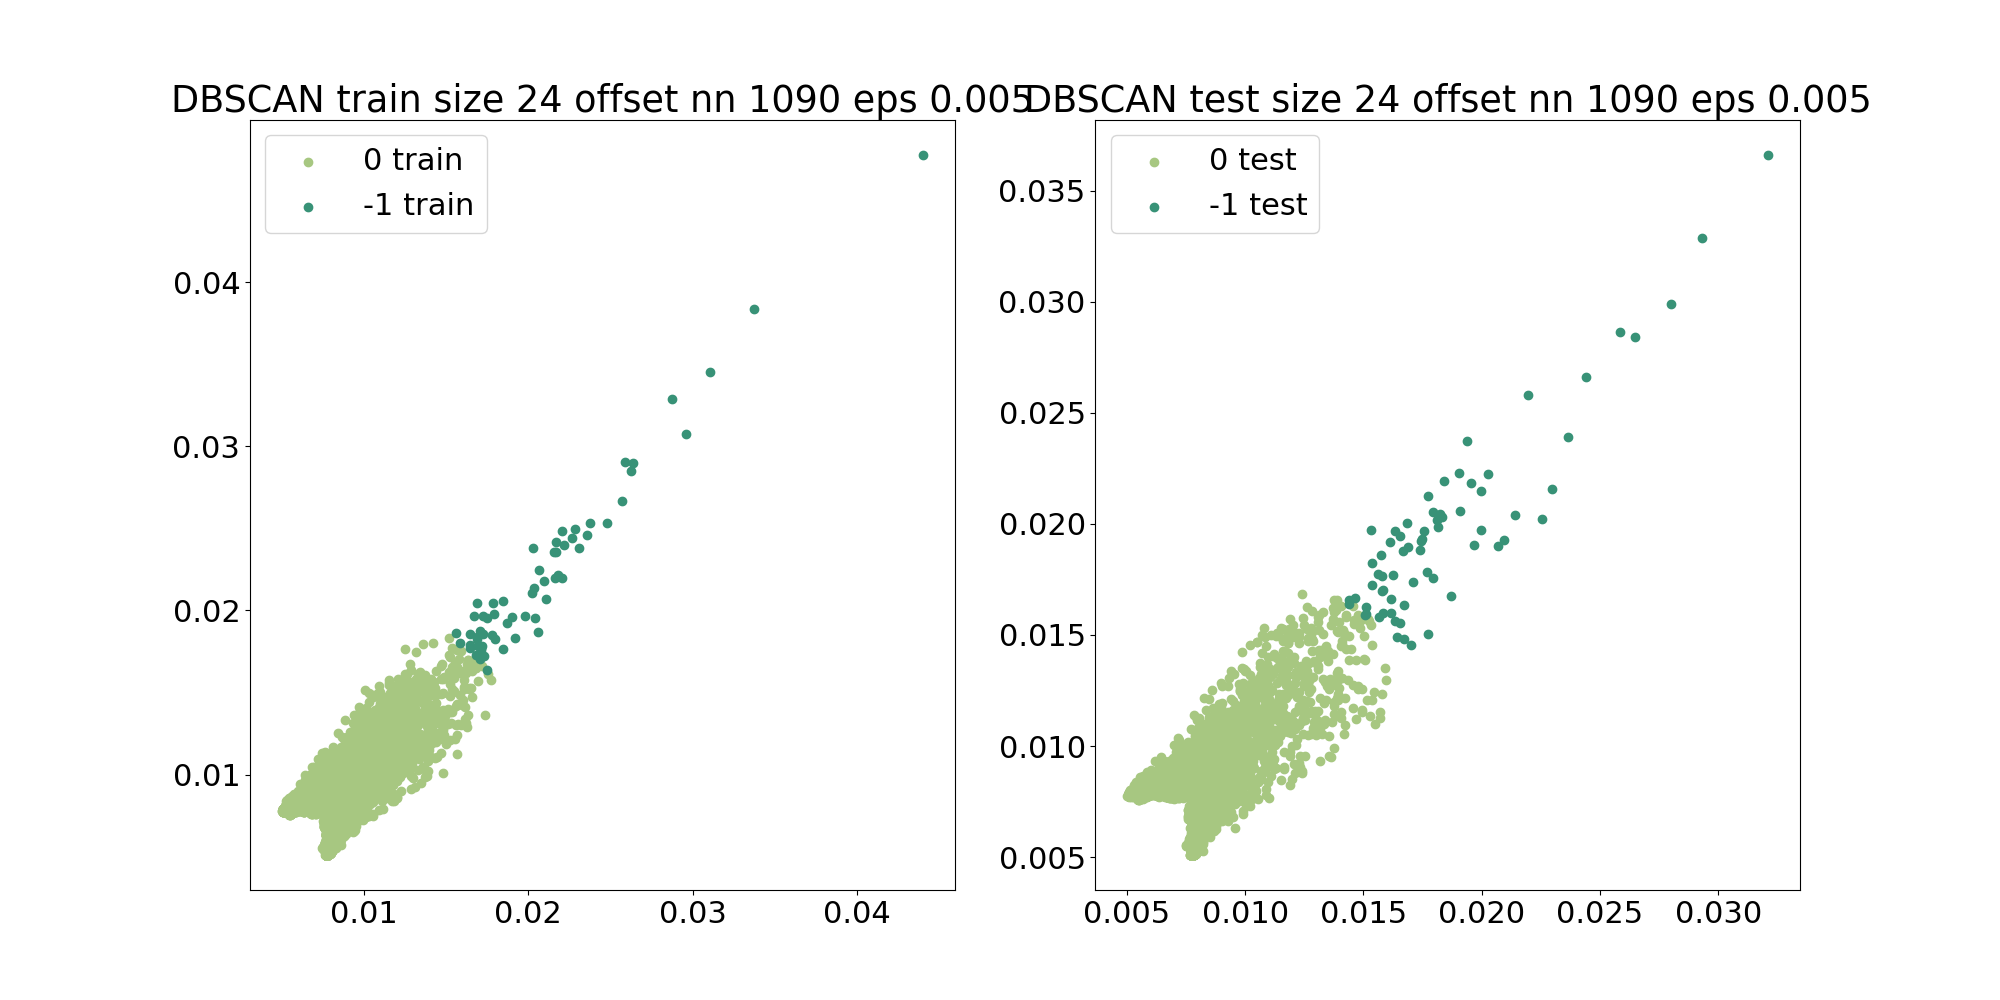 DBSCAN train size 24 offset nn 1090 eps 0.005
0 train
-1 train
0.04
0.03
0.02
0.01
0.01 0.02 0.03 0.04
DBSCAN test size 24 offset nn 1090 eps 0.005
0 test
-1 test
0.035
0.030
0.025
0.020
0.015
0.010
0.005
0.005 0.010 0.015 0.020 0.025 0.030